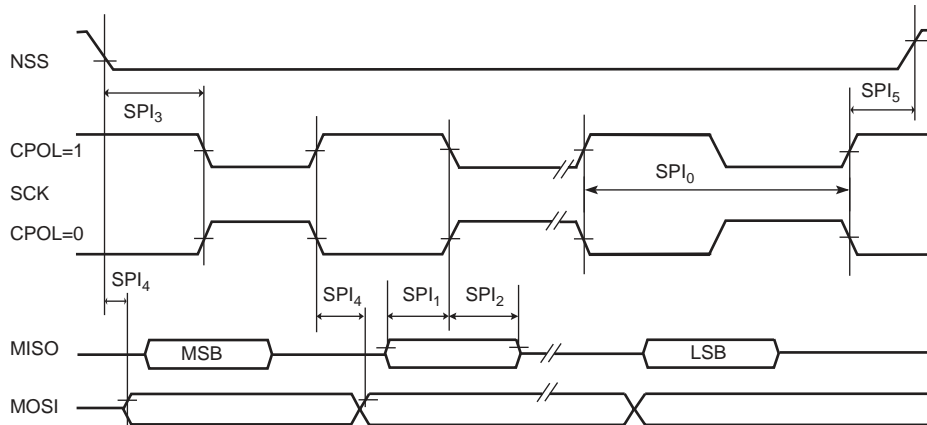 NSS
SPI3
SPI5
CPOL=1
SCK
SPI0
CPOL=0
SPI4
SPI4
SPI1
SPI2
MISO
MSB
LSB
MOSI